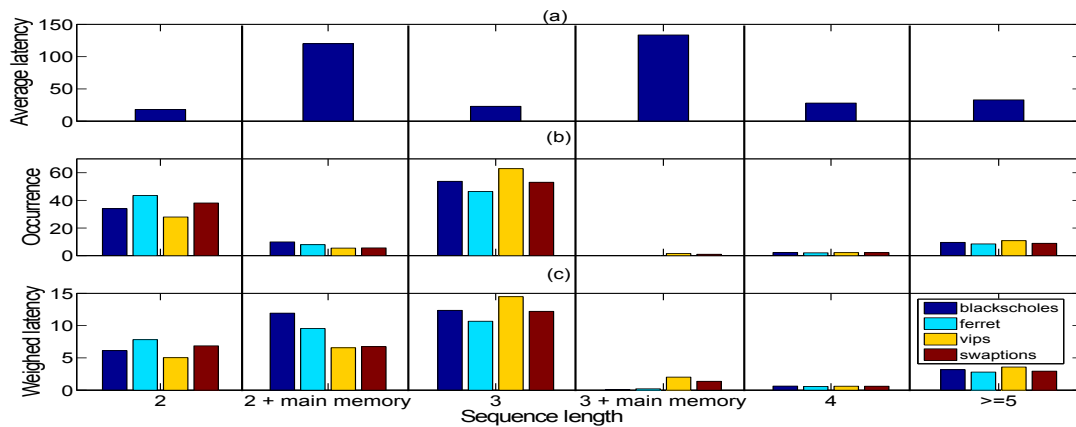 (a)
150
100
50
0
Average latency
(b)
60
40
20
0
Occurrence
(c)
15
10
5
0
Weighed latency
blackscholes
ferret
vips
swaptions
2
2 + main memory
3
3 + main memory
4
>=5
Sequence length